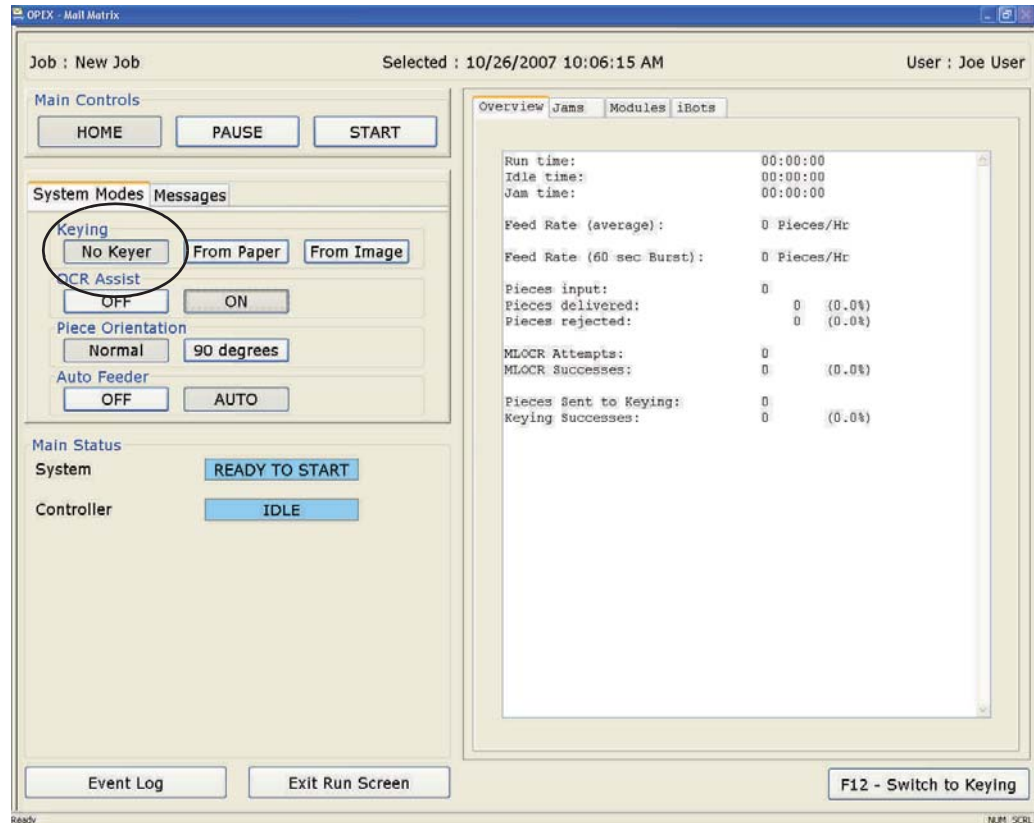 OPEX - Mail Matrix
Job : New Job Selected : 10/26/2007 10:06:15 AM User : Joe User
Main Controls
HOME PAUSE START
System Modes Messages
Keying
No Keyer From Paper From Image
OCR Assist
OFF ON
Piece Orientation
Normal 90 degrees
Auto Feeder
OFF AUTO
Main Status
System READY TO START
Controller IDLE
Overview Jams Modules iBots
Run time: 00:00:00
Idle time: 00:00:00
Jam time: 00:00:00
Feed Rate (average): 0 Pieces/Hr
Feed Rate (60 sec Burst): 0 Pieces/Hr
Pieces input: 0
Pieces delivered: 0 (0.0%)
Pieces rejected: 0 (0.0%)
MLOCR Attempts: 0
MLOCR Successes: 0 (0.0%)
Pieces Sent to Keying: 0
Keying Successes: 0 (0.0%)
Event Log Exit Run Screen F12 - Switch to Keying
Ready NUM SCRL